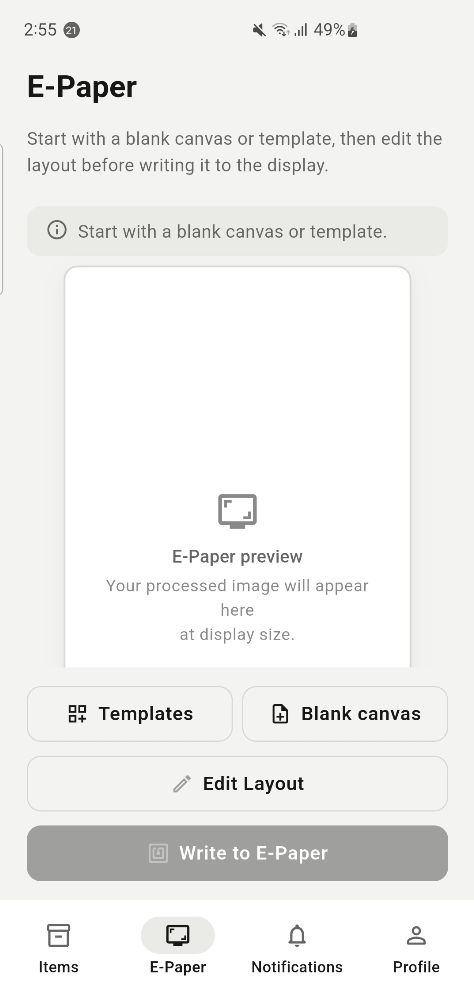 2:55 21 49%
E-Paper
Start with a blank canvas or template, then edit the
layout before writing it to the display.
Start with a blank canvas or template.
E-Paper preview
Your processed image will appear
here
at display size.
Templates
Blank canvas
Edit Layout
Write to E-Paper
Items
E-Paper
Notifications
Profile